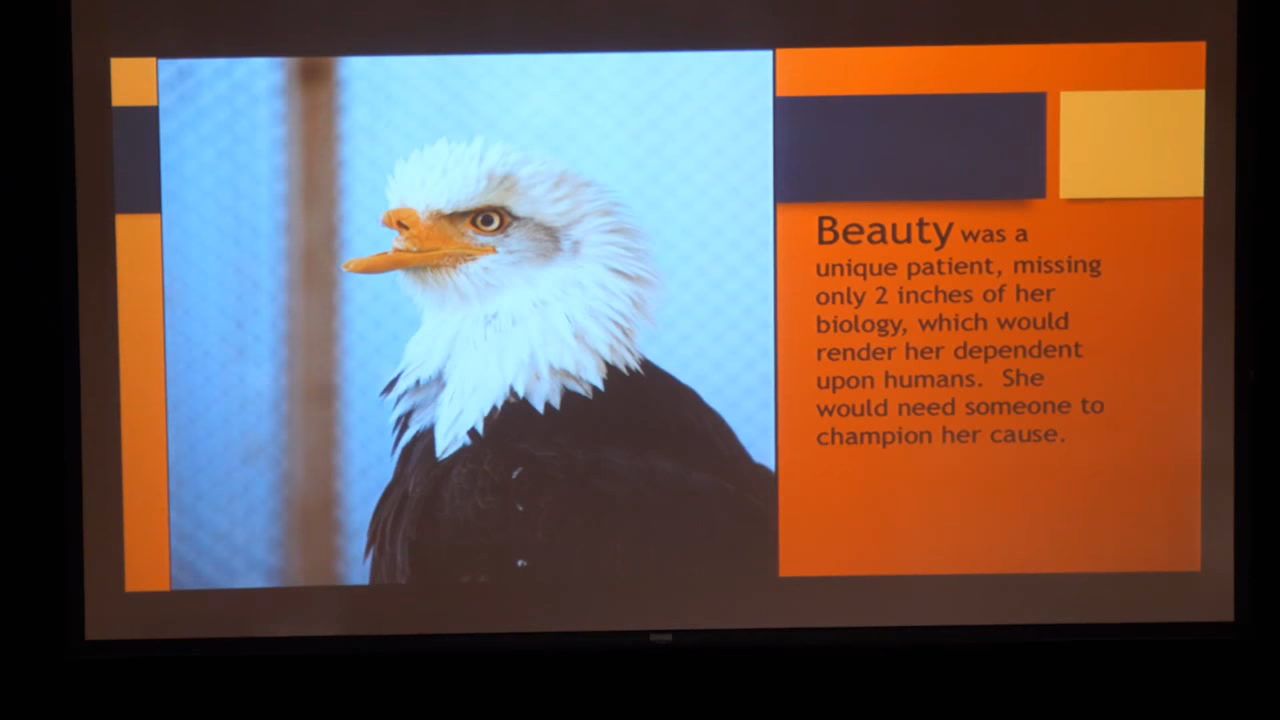 Beauty was a
unique patient, missing
only 2 inches of her
biology, which would
render her dependent
upon humans.  She
would need someone to
champion her cause.